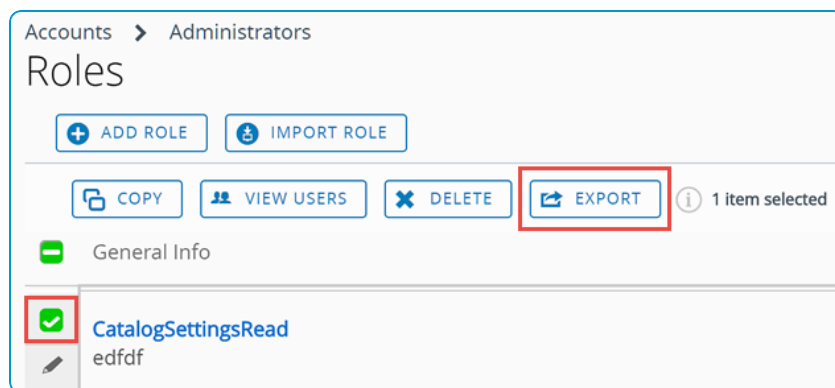 Accounts > Administrators
Roles
ADD ROLE IMPORT ROLE
COPY VIEW USERS DELETE EXPORT 1 item selected
General Info
CatalogSettingsRead
edfdf